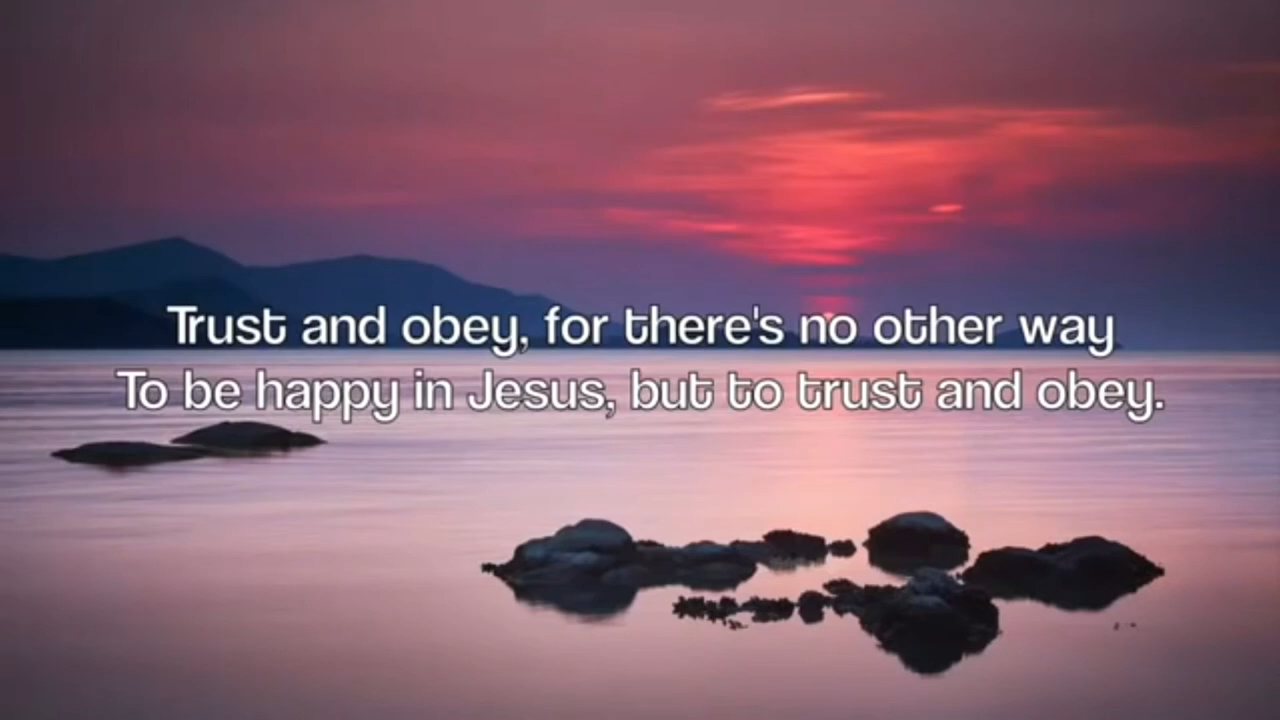 Trust and obey, for there's no other way
To be happy in Jesus, but to trust and obey.